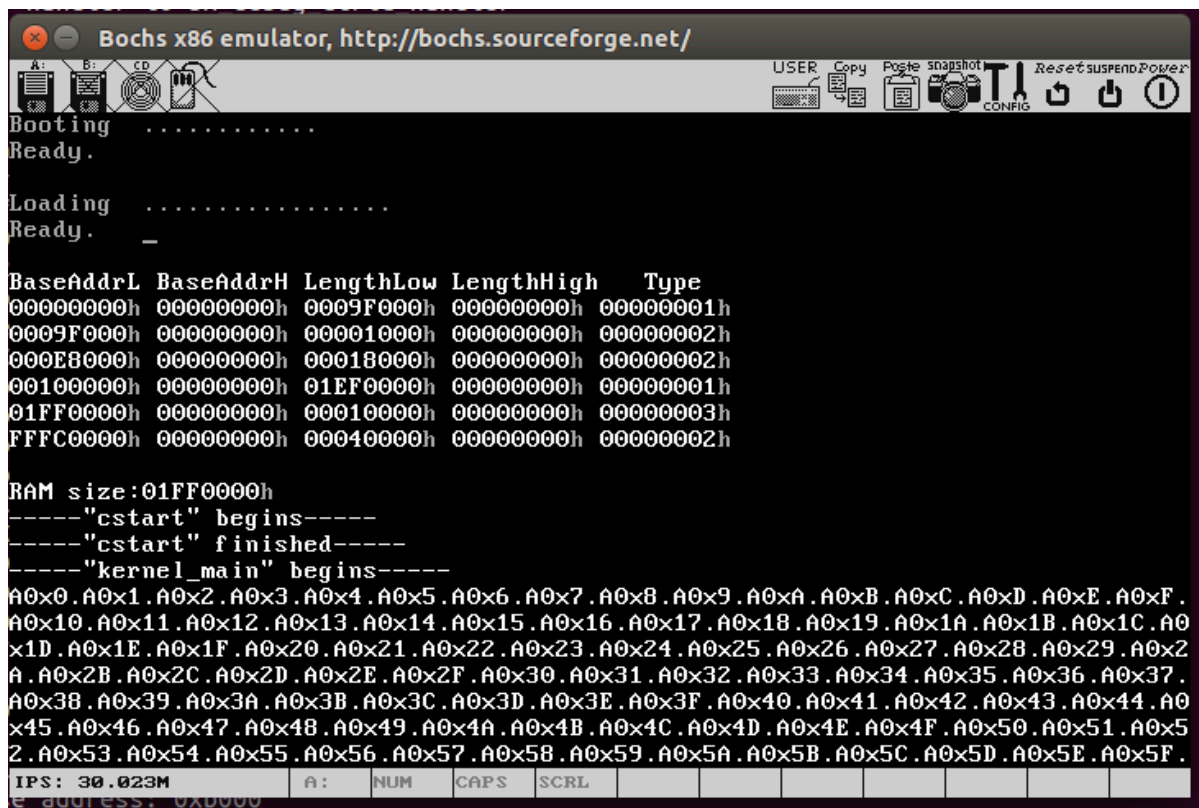 Bochs x86 emulator, http://bochs.sourceforge.net/
A: B: CD USER Copy Paste snapshot CONFIG Reset SUSPEND Power
Booting ............
Ready.
Loading .................
Ready. _
BaseAddrL BaseAddrH LengthLow LengthHigh Type
00000000h 00000000h 0009F000h 00000000h 00000001h
0009F000h 00000000h 00001000h 00000000h 00000002h
000E8000h 00000000h 00018000h 00000000h 00000002h
00100000h 00000000h 01EF0000h 00000000h 00000001h
01FF0000h 00000000h 00010000h 00000000h 00000003h
FFFC0000h 00000000h 00040000h 00000000h 00000002h
RAM size:01FF0000h
-----"cstart" begins-----
-----"cstart" finished-----
-----"kernel_main" begins-----
A0x0.A0x1.A0x2.A0x3.A0x4.A0x5.A0x6.A0x7.A0x8.A0x9.A0xA.A0xB.A0xC.A0xD.A0xE.A0xF.
A0x10.A0x11.A0x12.A0x13.A0x14.A0x15.A0x16.A0x17.A0x18.A0x19.A0x1A.A0x1B.A0x1C.A0
x1D.A0x1E.A0x1F.A0x20.A0x21.A0x22.A0x23.A0x24.A0x25.A0x26.A0x27.A0x28.A0x29.A0x2
A.A0x2B.A0x2C.A0x2D.A0x2E.A0x2F.A0x30.A0x31.A0x32.A0x33.A0x34.A0x35.A0x36.A0x37.
A0x38.A0x39.A0x3A.A0x3B.A0x3C.A0x3D.A0x3E.A0x3F.A0x40.A0x41.A0x42.A0x43.A0x44.A0
x45.A0x46.A0x47.A0x48.A0x49.A0x4A.A0x4B.A0x4C.A0x4D.A0x4E.A0x4F.A0x50.A0x51.A0x5
2.A0x53.A0x54.A0x55.A0x56.A0x57.A0x58.A0x59.A0x5A.A0x5B.A0x5C.A0x5D.A0x5E.A0x5F.
IPS: 30.023M A: NUM CAPS SCRL
address: 0xb000